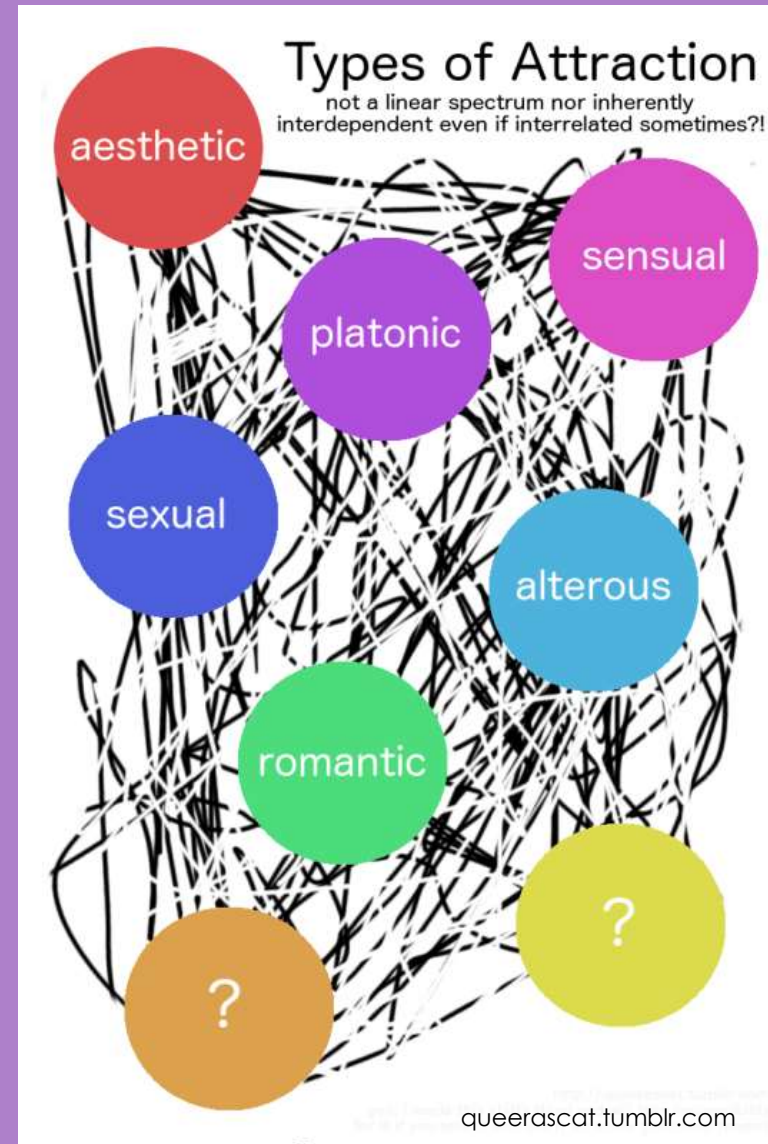 Types of Attraction
not a linear spectrum nor inherently
interdependent even if interrelated sometimes?!
aesthetic
sensual
platonic
sexual
alterous
romantic
?
?
queerascat.tumblr.com